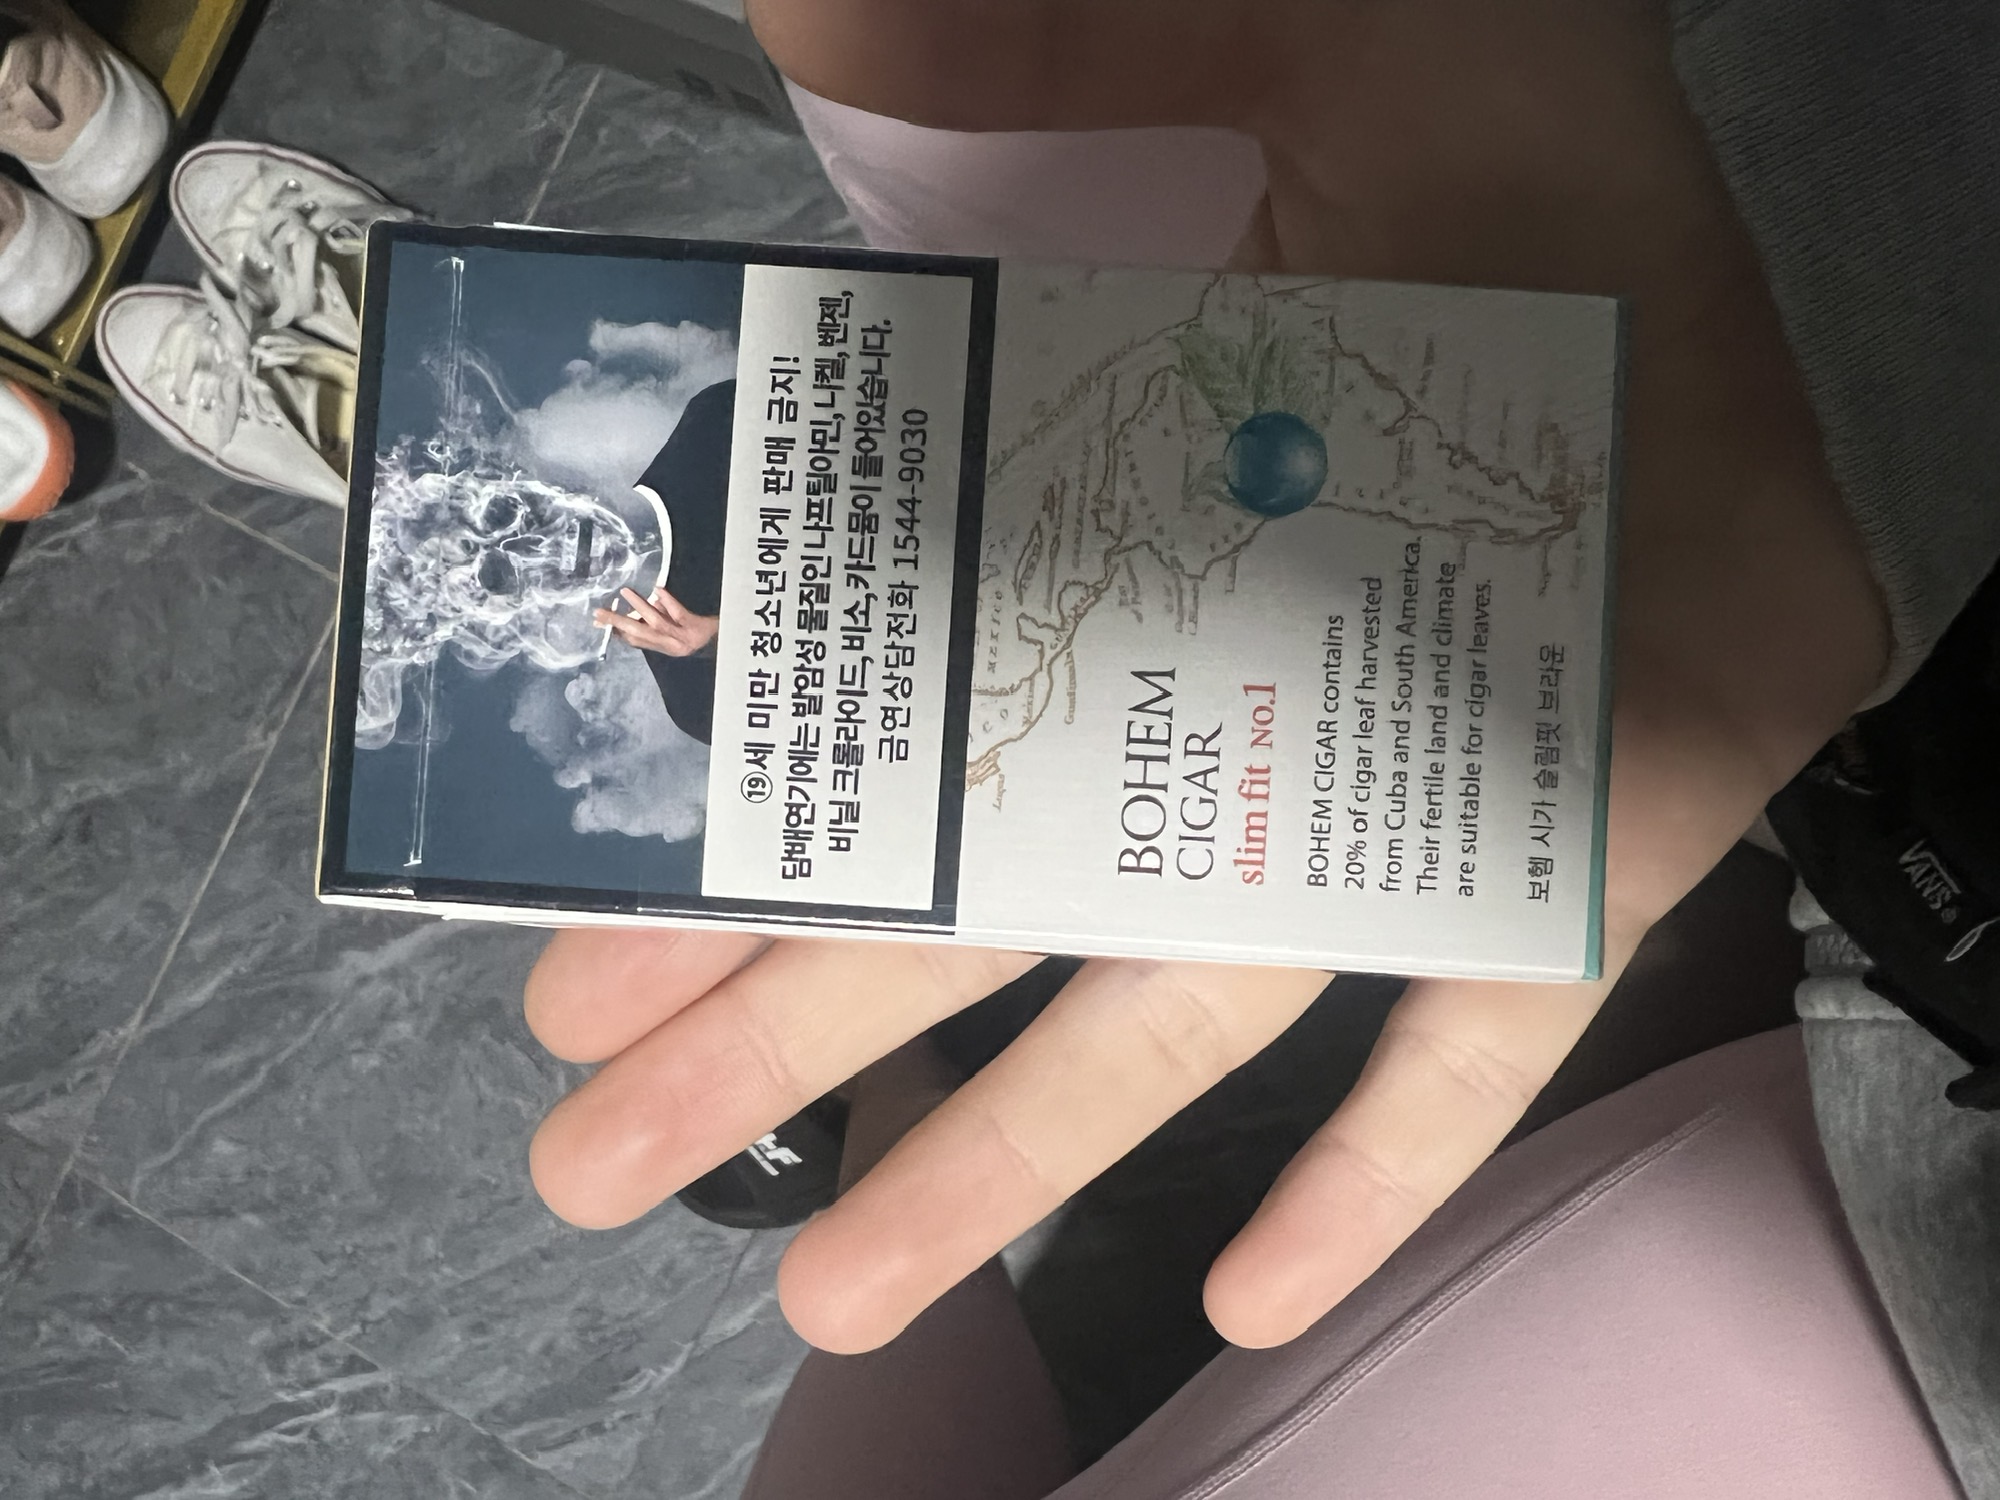 ⑲세 미만 청소년에게 판매 금지!
담배연기에는 발암성 물질인 나프틸아민, 니켈, 벤젠,
비닐 크롤라이드, 비소, 카드뮴이 들어있습니다.
금연상담전화 1544-9030
MEXICO
BOHEM
CIGAR
slim fit NO.1
BOHEM CIGAR contains
20% of cigar leaf harvested
from Cuba and South America.
Their fertile land and climate
are suitable for cigar leaves.
보헴 시가 슬림핏 브라운
VANS